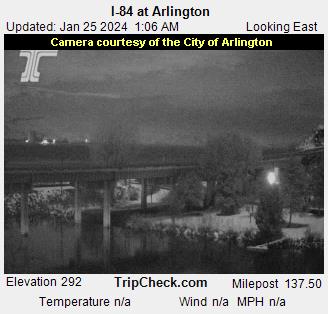 I-84 at Arlington
Updated: Jan 25 2024 1:06 AM Looking East
Camera courtesy of the City of Arlington
Elevation 292 TripCheck.com Milepost 137.50
Temperature n/a Wind n/a MPH n/a